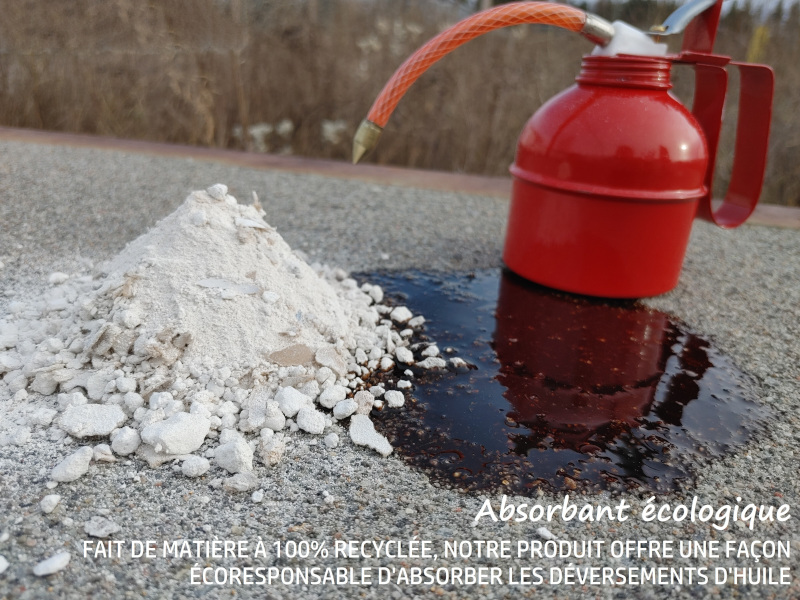 Absorbant écologique
FAIT DE MATIÈRE À 100% RECYCLÉE, NOTRE PRODUIT OFFRE UNE FAÇON
ÉCORESPONSABLE D'ABSORBER LES DÉVERSEMENTS D'HUILE